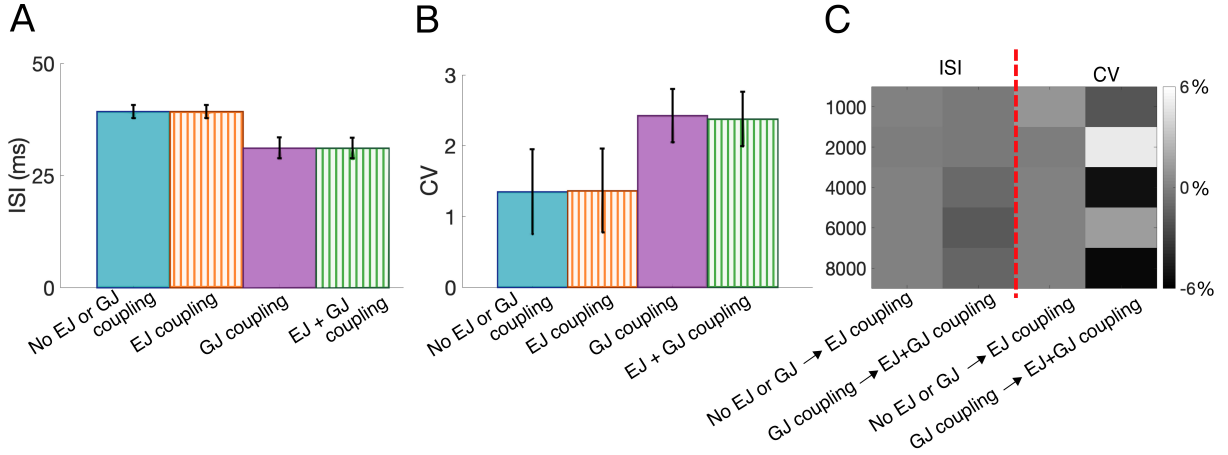 A
B
C
50
25
0
ISI (ms)
No EJ or GJ
coupling
EJ coupling
GJ coupling
EJ + GJ
coupling
3
2
1
0
CV
No EJ or GJ
coupling
EJ coupling
GJ coupling
EJ + GJ coupling
ISI
CV
1000
2000
4000
6000
8000
6%
0%
-6%
No EJ or GJ → EJ coupling
GJ coupling → EJ+GJ coupling
No EJ or GJ → EJ coupling
GJ coupling → EJ+GJ coupling